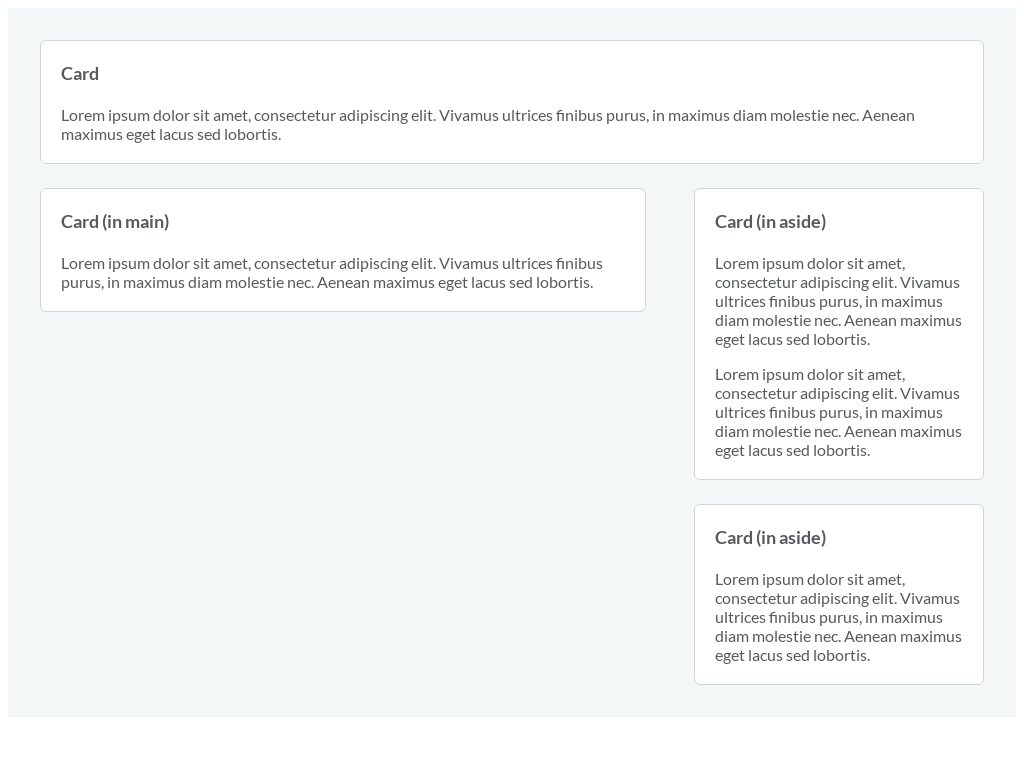 Card
Lorem ipsum dolor sit amet, consectetur adipiscing elit. Vivamus ultrices finibus purus, in maximus diam molestie nec. Aenean
maximus eget lacus sed lobortis.
Card (in main)
Lorem ipsum dolor sit amet, consectetur adipiscing elit. Vivamus ultrices finibus
purus, in maximus diam molestie nec. Aenean maximus eget lacus sed lobortis.
Card (in aside)
Lorem ipsum dolor sit amet,
consectetur adipiscing elit. Vivamus
ultrices finibus purus, in maximus
diam molestie nec. Aenean maximus
eget lacus sed lobortis.
Lorem ipsum dolor sit amet,
consectetur adipiscing elit. Vivamus
ultrices finibus purus, in maximus
diam molestie nec. Aenean maximus
eget lacus sed lobortis.
Card (in aside)
Lorem ipsum dolor sit amet,
consectetur adipiscing elit. Vivamus
ultrices finibus purus, in maximus
diam molestie nec. Aenean maximus
eget lacus sed lobortis.